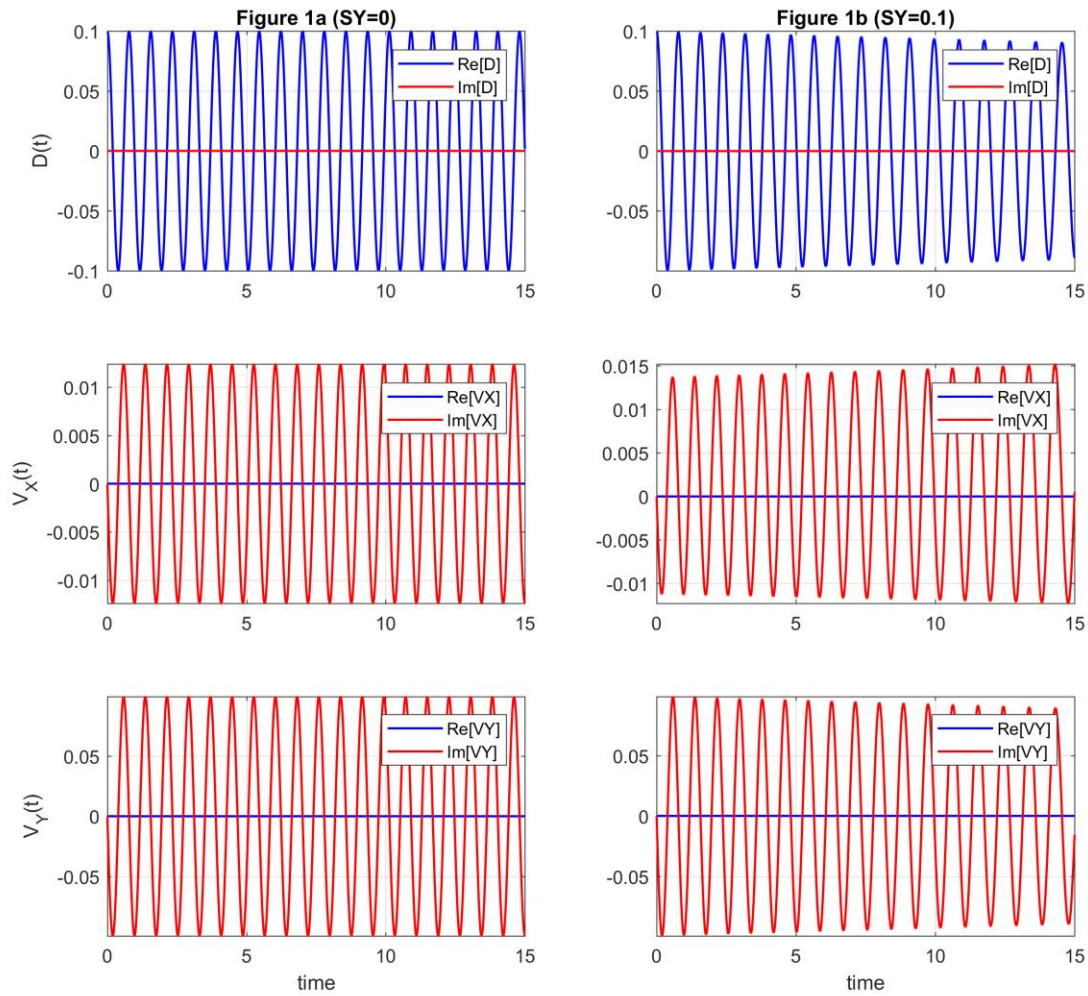 Figure 1a (SY=0)
0.1
0.05
0
-0.05
-0.1
D(t)
Re[D]
Im[D]
0 5 10 15
Figure 1b (SY=0.1)
0.1
0.05
0
-0.05
-0.1
Re[D]
Im[D]
0 5 10 15
0.01
0.005
0
-0.005
-0.01
V_X(t)
Re[VX]
Im[VX]
0 5 10 15
0.015
0.01
0.005
0
-0.005
-0.01
Re[VX]
Im[VX]
0 5 10 15
0.05
0
-0.05
V_Y(t)
Re[VY]
Im[VY]
0 5 10 15
time
0.05
0
-0.05
Re[VY]
Im[VY]
0 5 10 15
time